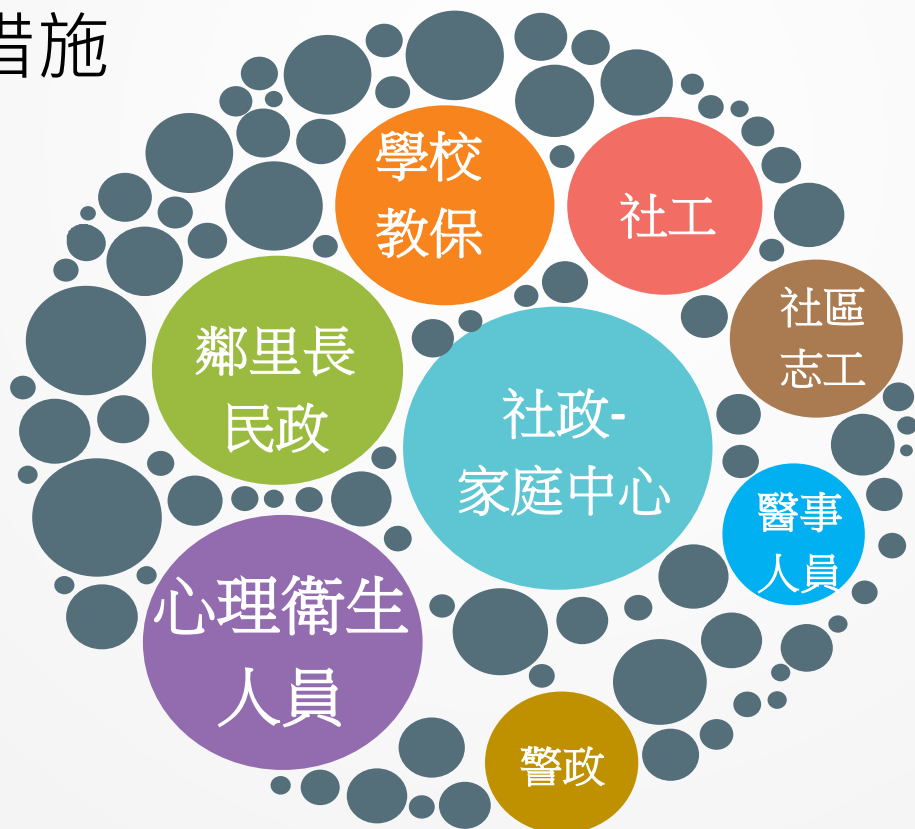 措施
學校
教保
社工
社區
志工
鄰里長
民政
社政-
家庭中心
醫事
人員
心理衛生
人員
警政